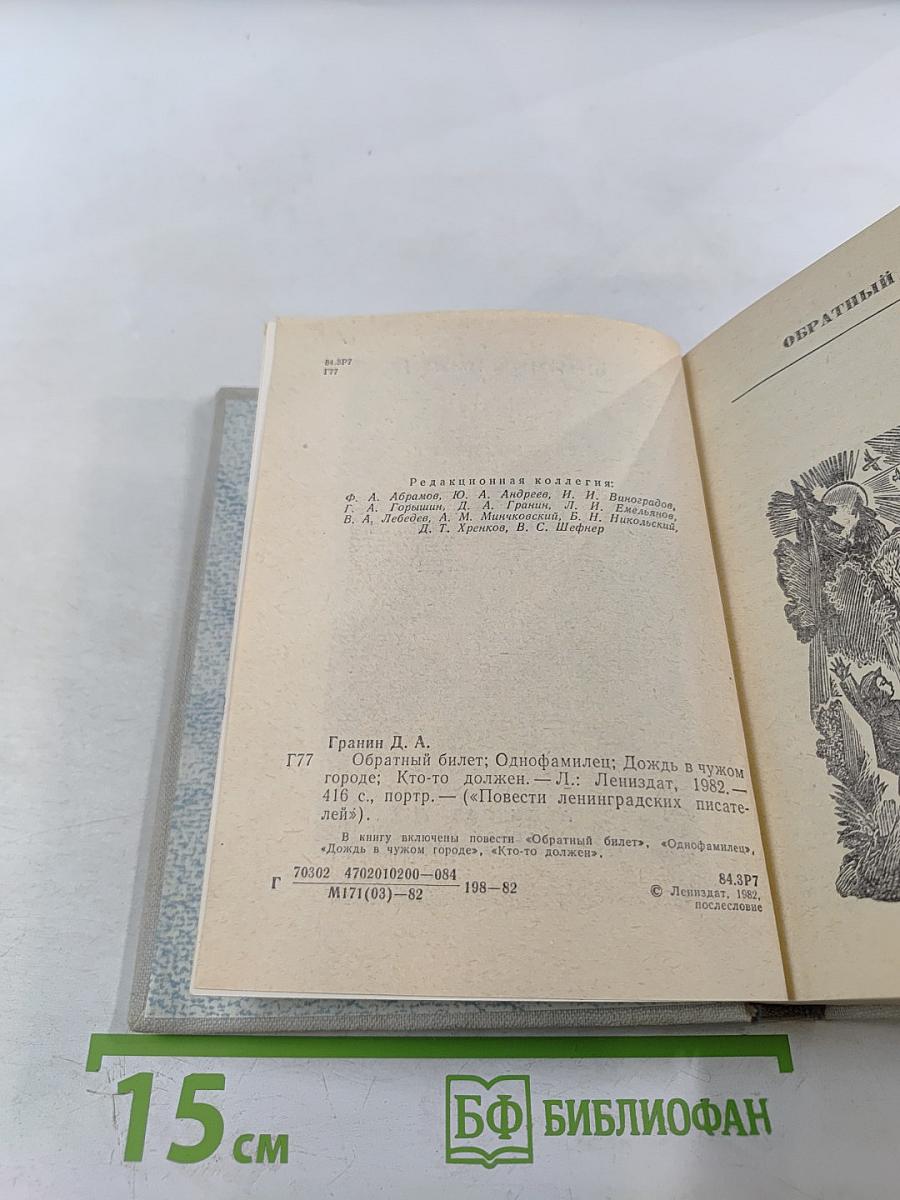 84.3Р7
Г77
Редакционная коллегия:
Ф. А. Абрамов, Ю. А. Андреев, И. И. Виноградов,
Г. А. Горышин, Д. А. Гранин, Л. И. Емельянов,
В. А. Лебедев, А. М. Минчковский, Б. Н. Никольский,
Д. Т. Хренков, В. С. Шефнер
Гранин Д. А.
Г77 Обратный билет; Однофамилец; Дождь в чужом
городе; Кто-то должен. — Л.: Лениздат, 1982. —
416 с., портр. — («Повести ленинградских писате-
лей»).
В книгу включены повести «Обратный билет», «Однофамилец»,
«Дождь в чужом городе», «Кто-то должен».
Г 70302 4702010200—084 198—82
М171(03)—82
84.3Р7
© Лениздат, 1982,
послесловие
ОБРАТНЫЙ
15 см
БФ БИБЛИОФАН